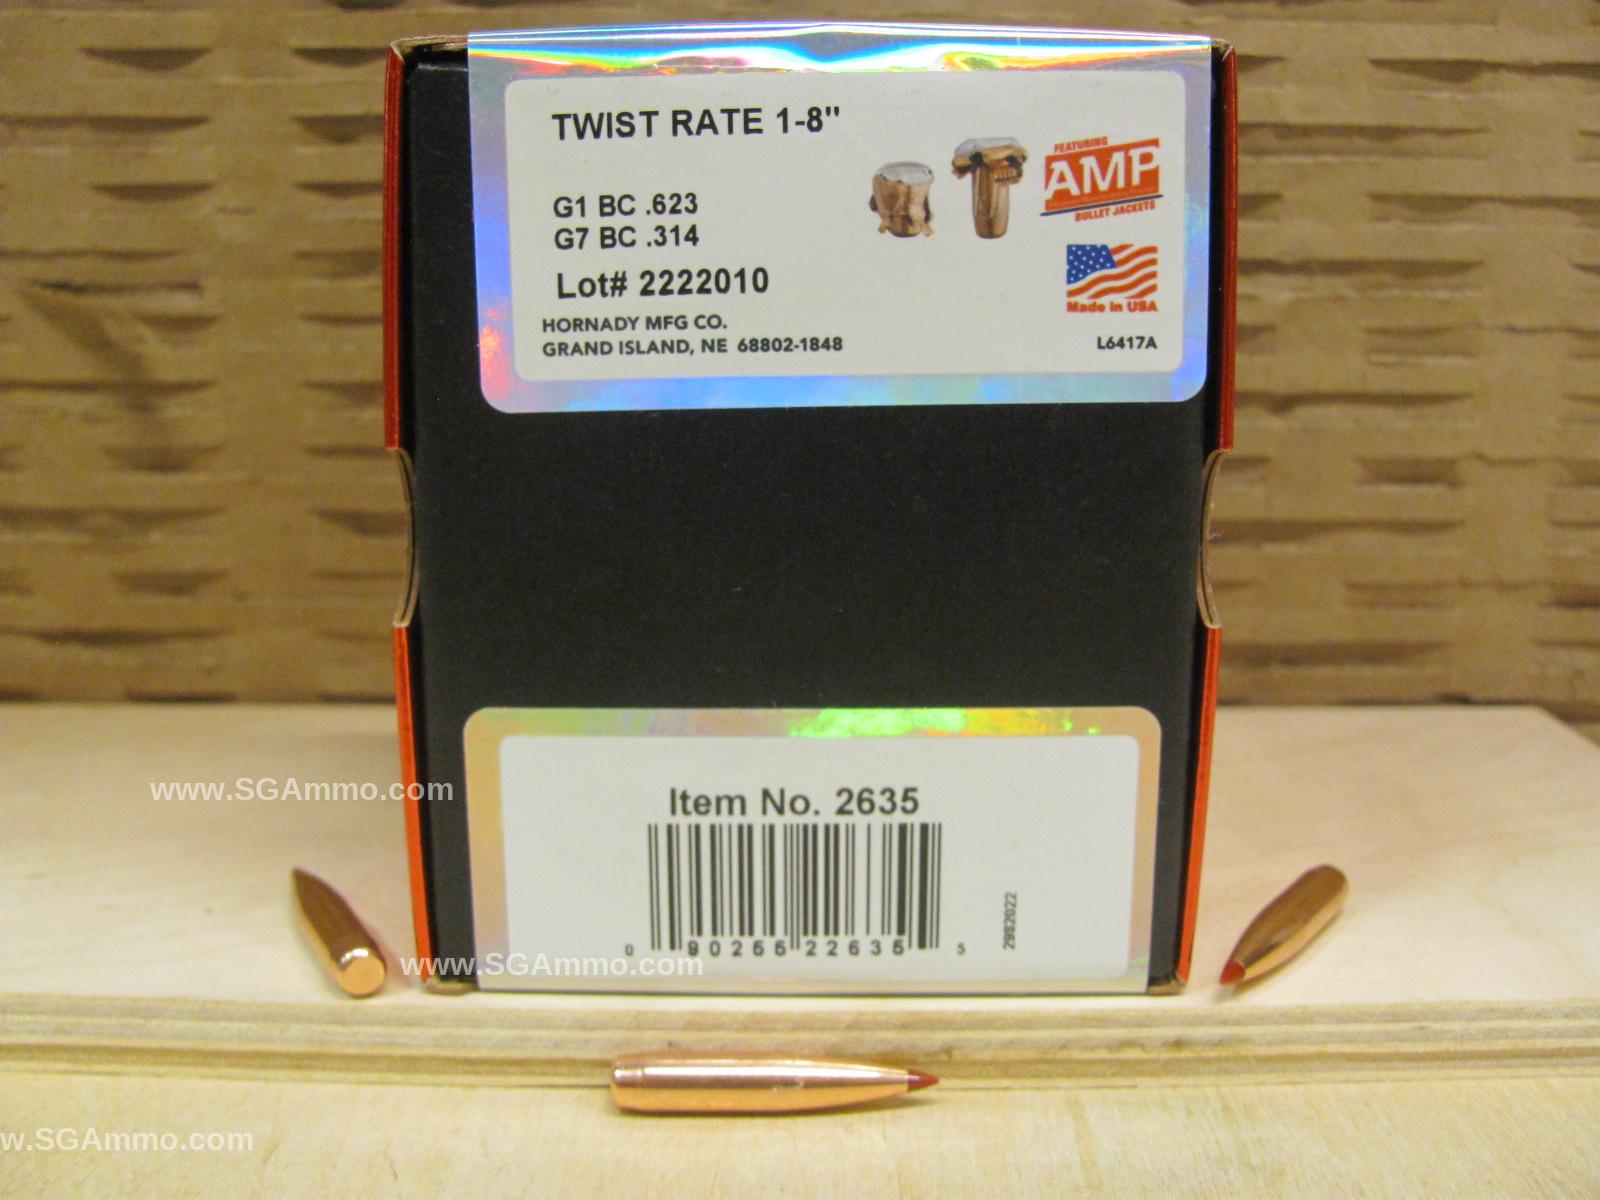 TWIST RATE 1-8"
G1 BC .623
G7 BC .314
Lot# 2222010
HORNADY MFG CO.
GRAND ISLAND, NE 68802-1848
FEATURING
AMP
BULLET JACKETS
Made in USA
L6417A
www.SGAmmo.com
Item No. 2635
0 90255 22635 5
2982022
www.SGAmmo.com
w.SGAmmo.com